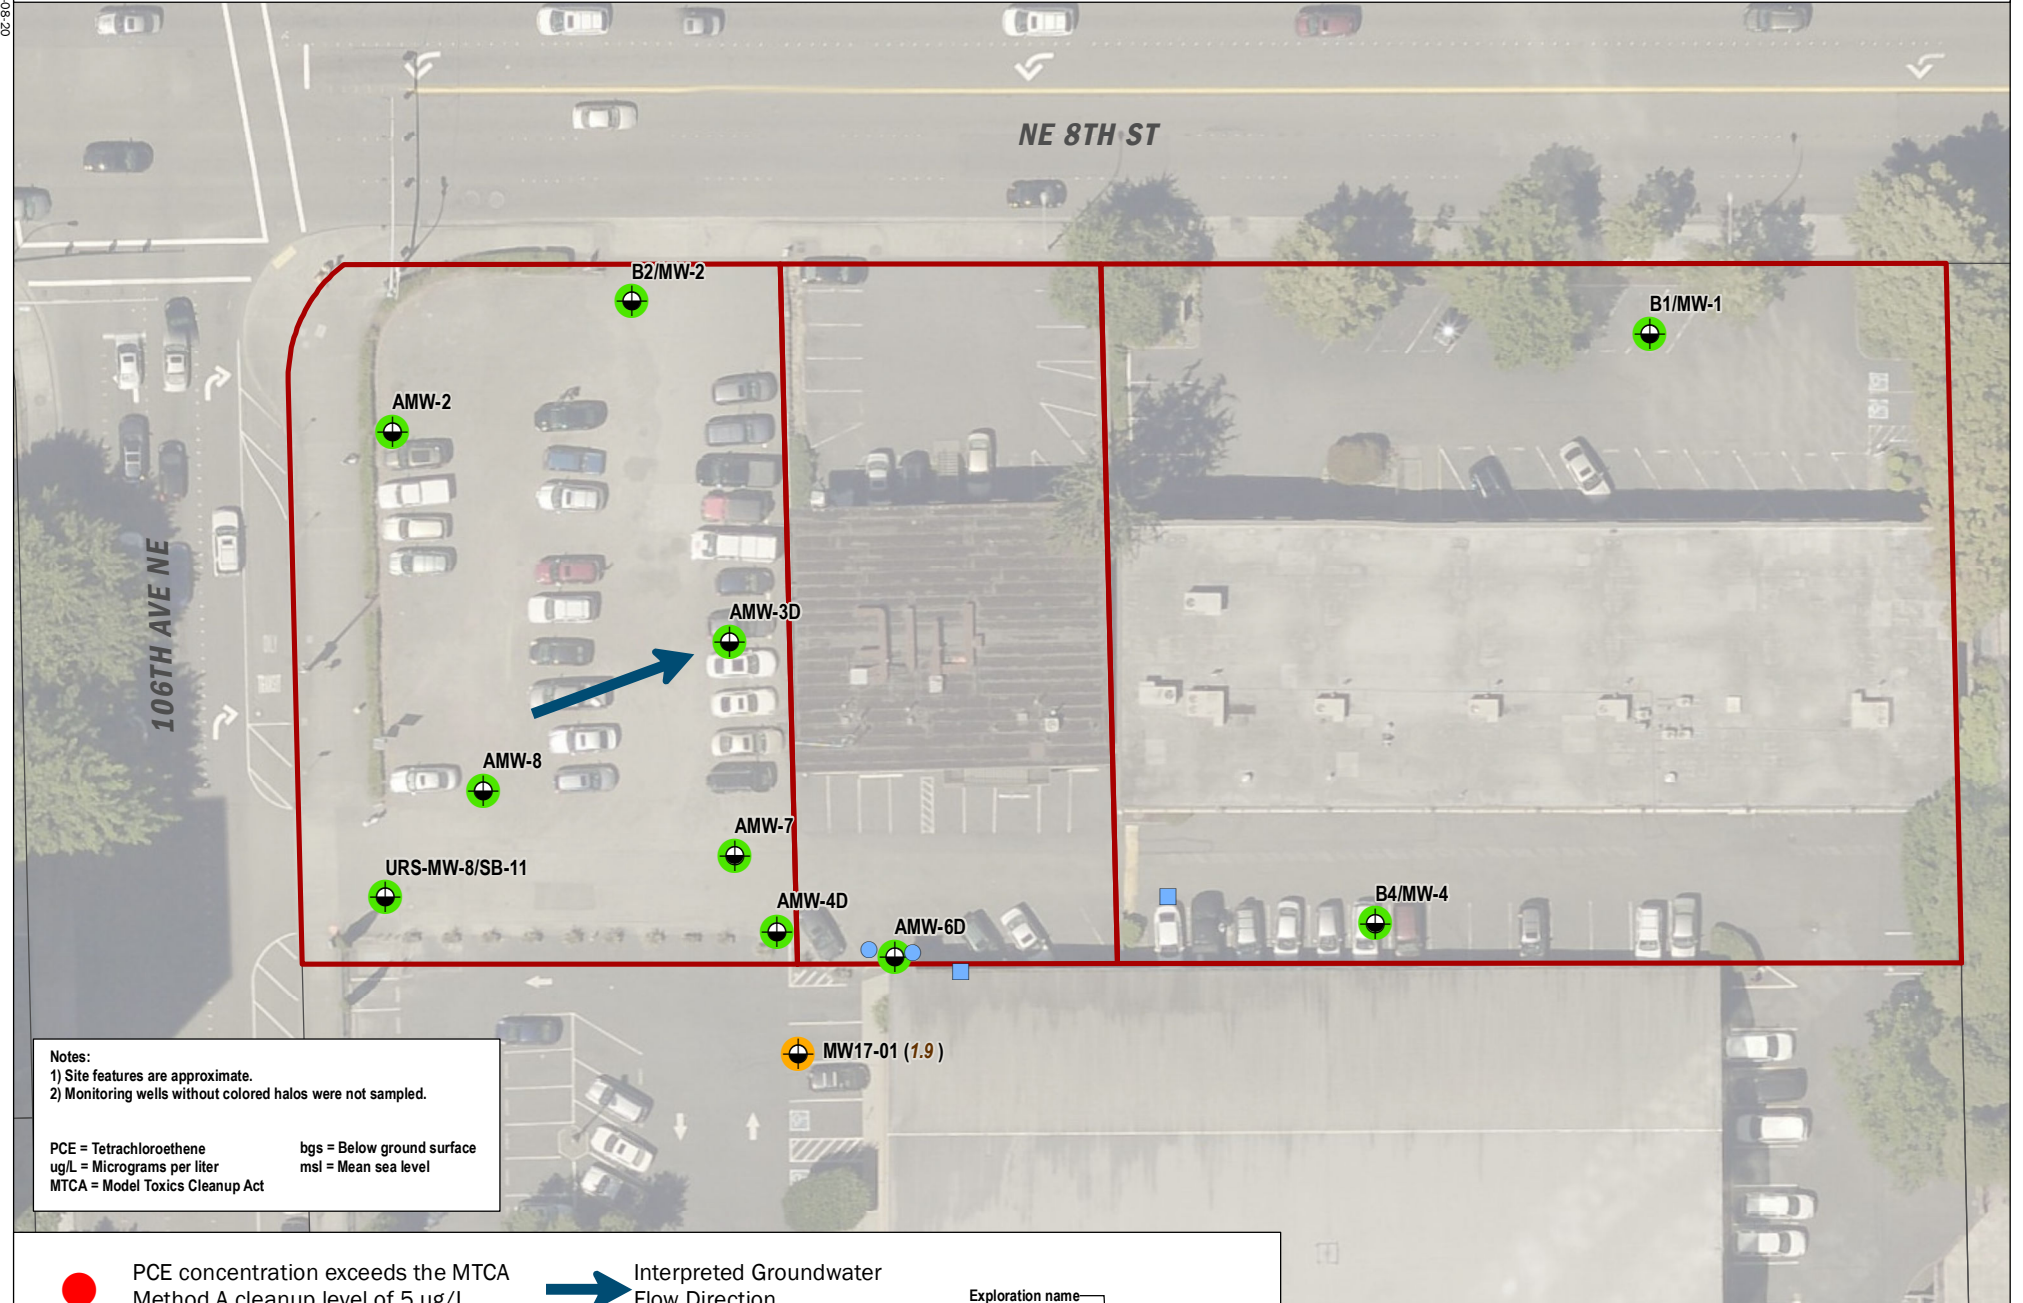 08-20
NE 8TH ST
B2/MW-2
B1/MW-1
AMW-2
106TH AVE NE
AMW-3D
AMW-8
AMW-7
URS-MW-8/SB-11
AMW-4D
B4/MW-4
AMW-6D
MW17-01 (1.9 )
Notes:
1) Site features are approximate.
2) Monitoring wells without colored halos were not sampled.
PCE = Tetrachloroethene
ug/L = Micrograms per liter
MTCA = Model Toxics Cleanup Act
bgs = Below ground surface
msl = Mean sea level
PCE concentration exceeds the MTCA
Method A cleanup level of 5 ug/L
Interpreted Groundwater
Flow Direction
Exploration name